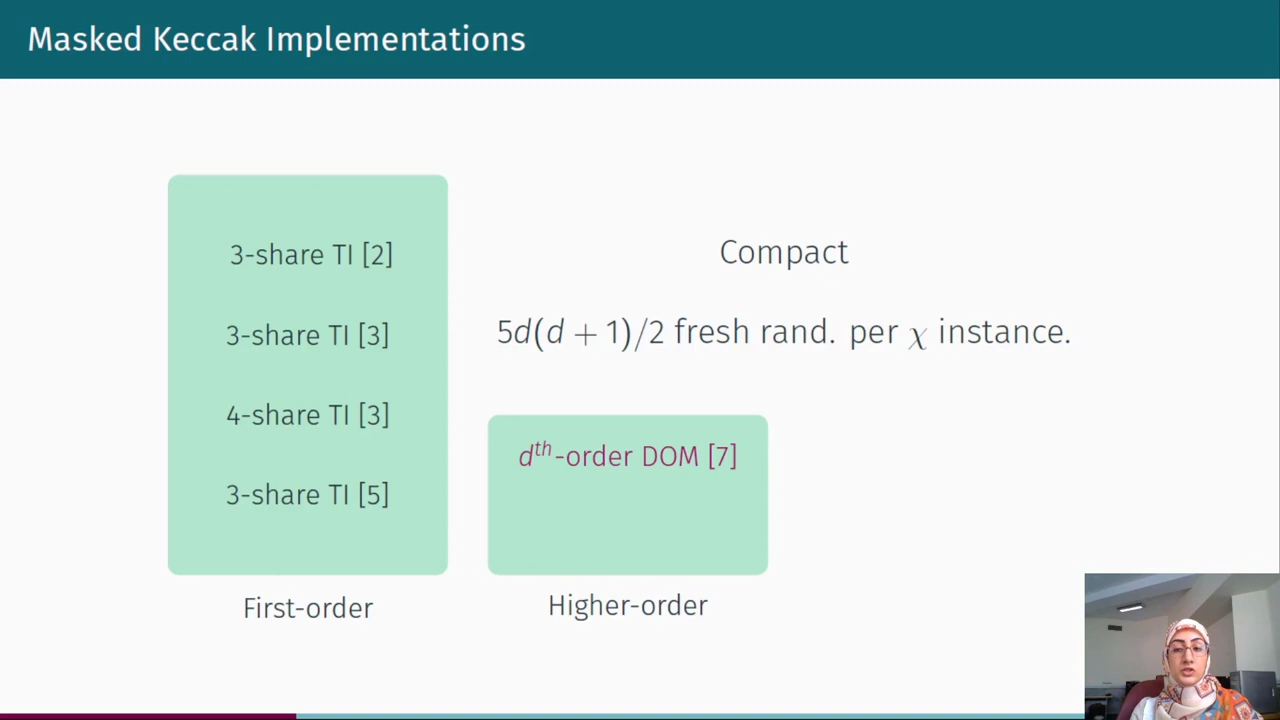 Masked Keccak Implementations
3-share TI [2]
3-share TI [3]
4-share TI [3]
3-share TI [5]
First-order
Compact
5d(d + 1)/2 fresh rand. per χ instance.
dᵗʰ-order DOM [7]
Higher-order